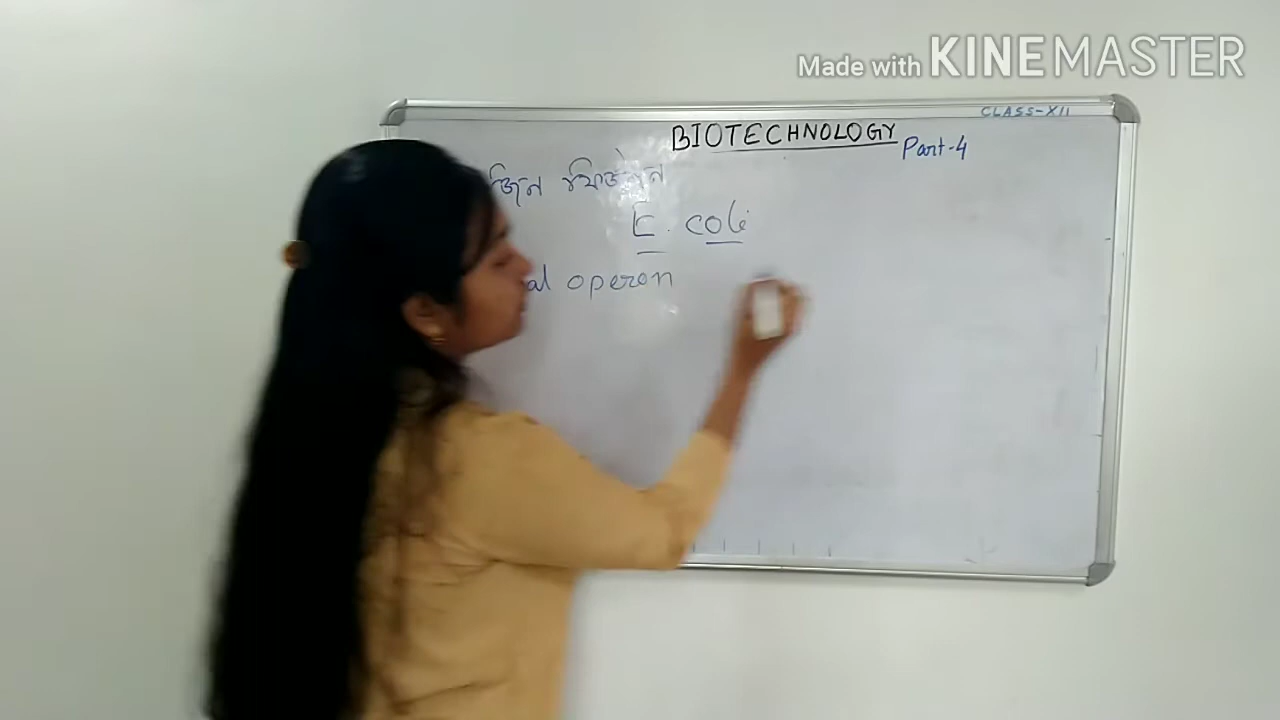 Made with KINEMASTER
CLASS-XII
BIOTECHNOLOGY
Part-4
জিন
E. coli
operon